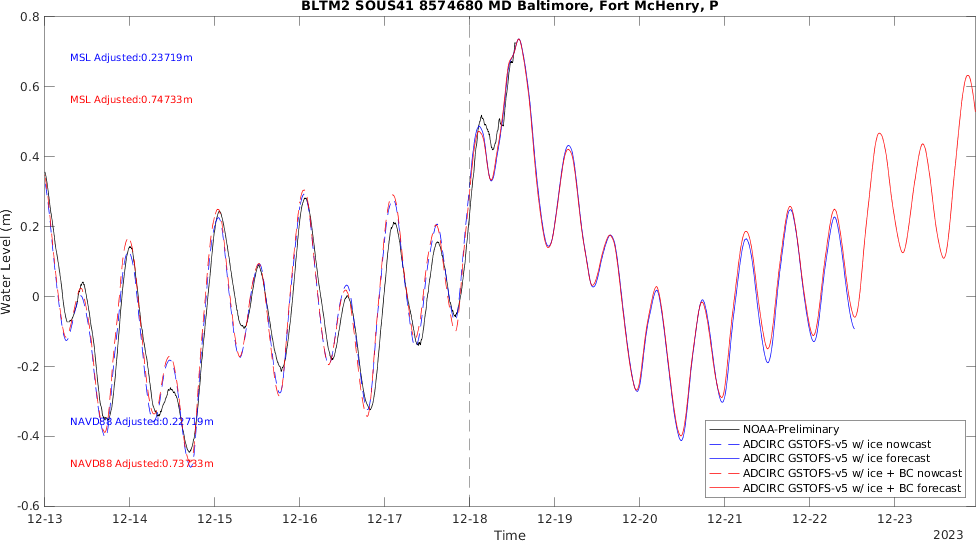 BLTM2 SOUS41 8574680 MD Baltimore, Fort McHenry, P
0.8
0.6
0.4
0.2
0
-0.2
-0.4
-0.6
Water Level (m)
MSL Adjusted:0.23719m
MSL Adjusted:0.74733m
NAVD88 Adjusted:0.22719m
NAVD88 Adjusted:0.73733m
NOAA-Preliminary
ADCIRC GSTOFS-v5 w/ ice nowcast
ADCIRC GSTOFS-v5 w/ ice forecast
ADCIRC GSTOFS-v5 w/ ice + BC nowcast
ADCIRC GSTOFS-v5 w/ ice + BC forecast
12-13 12-14 12-15 12-16 12-17 12-18 12-19 12-20 12-21 12-22 12-23
Time
2023